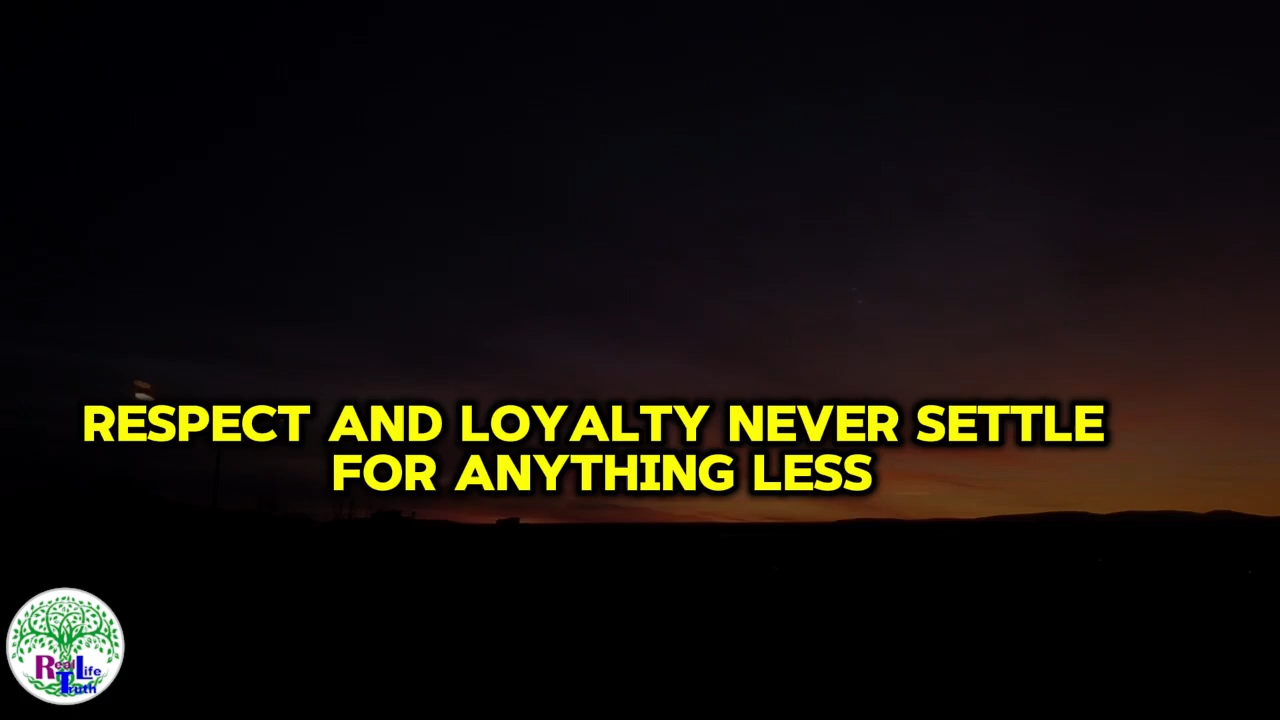 RESPECT AND LOYALTY NEVER SETTLE
FOR ANYTHING LESS
Real Life
Truth